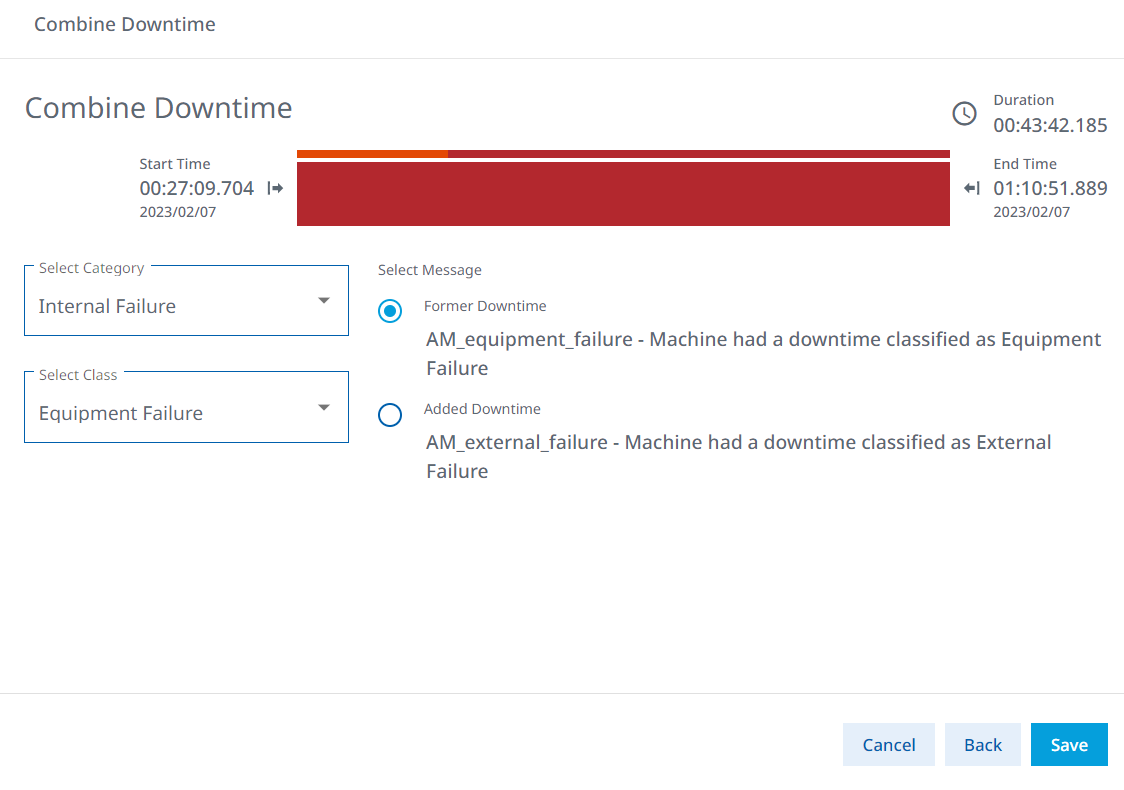 Combine Downtime
Combine Downtime
Duration
00:43:42.185
Start Time
00:27:09.704
2023/02/07
End Time
01:10:51.889
2023/02/07
Select Category
Internal Failure
Select Class
Equipment Failure
Select Message
Former Downtime
AM_equipment_failure - Machine had a downtime classified as Equipment
Failure
Added Downtime
AM_external_failure - Machine had a downtime classified as External
Failure
Cancel
Back
Save